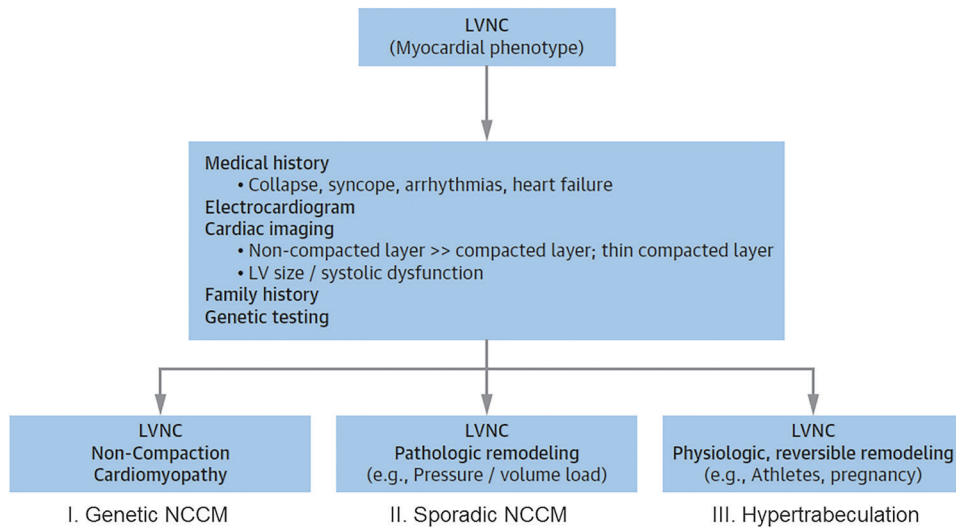 LVNC
(Myocardial phenotype)
Medical history
• Collapse, syncope, arrhythmias, heart failure
Electrocardiogram
Cardiac imaging
• Non-compacted layer >> compacted layer; thin compacted layer
• LV size / systolic dysfunction
Family history
Genetic testing
LVNC
Non-Compaction
Cardiomyopathy
I. Genetic NCCM
LVNC
Pathologic remodeling
(e.g., Pressure / volume load)
II. Sporadic NCCM
LVNC
Physiologic, reversible remodeling
(e.g., Athletes, pregnancy)
III. Hypertrabeculation